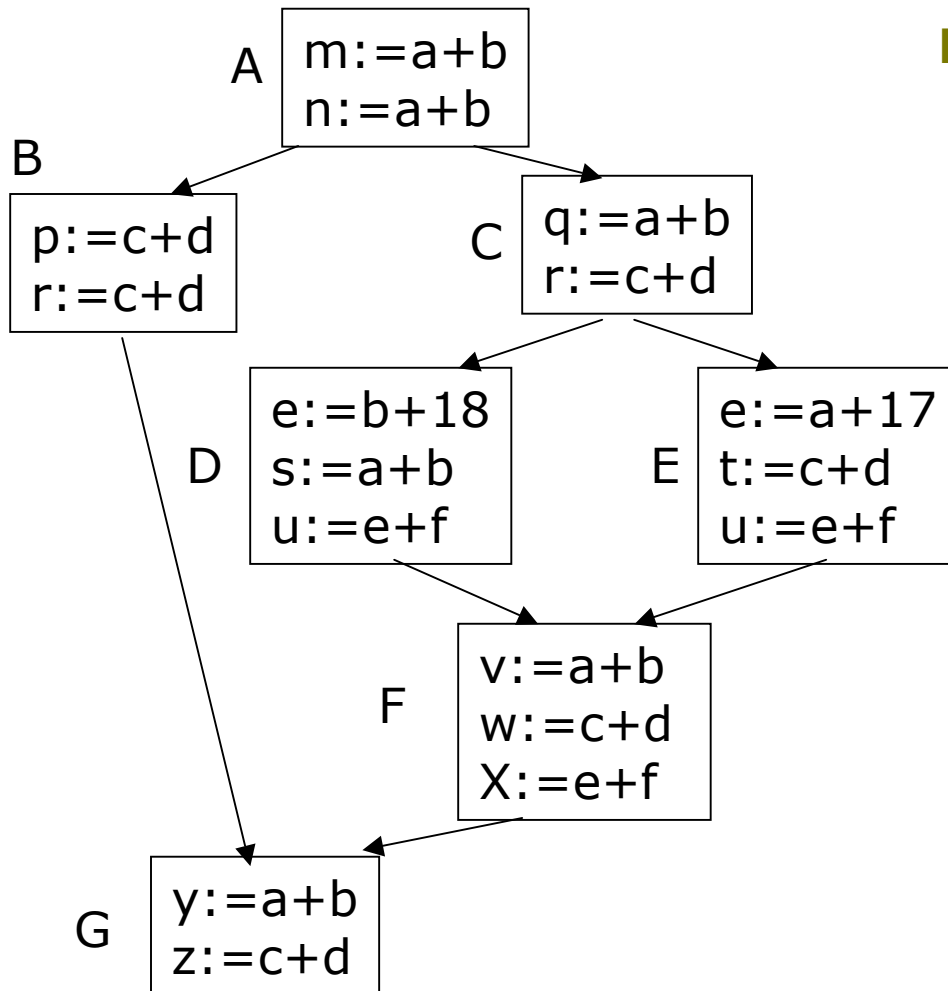 A
m:=a+b
n:=a+b
B
p:=c+d
r:=c+d
C
q:=a+b
r:=c+d
D
e:=b+18
s:=a+b
u:=e+f
E
e:=a+17
t:=c+d
u:=e+f
F
v:=a+b
w:=c+d
X:=e+f
G
y:=a+b
z:=c+d